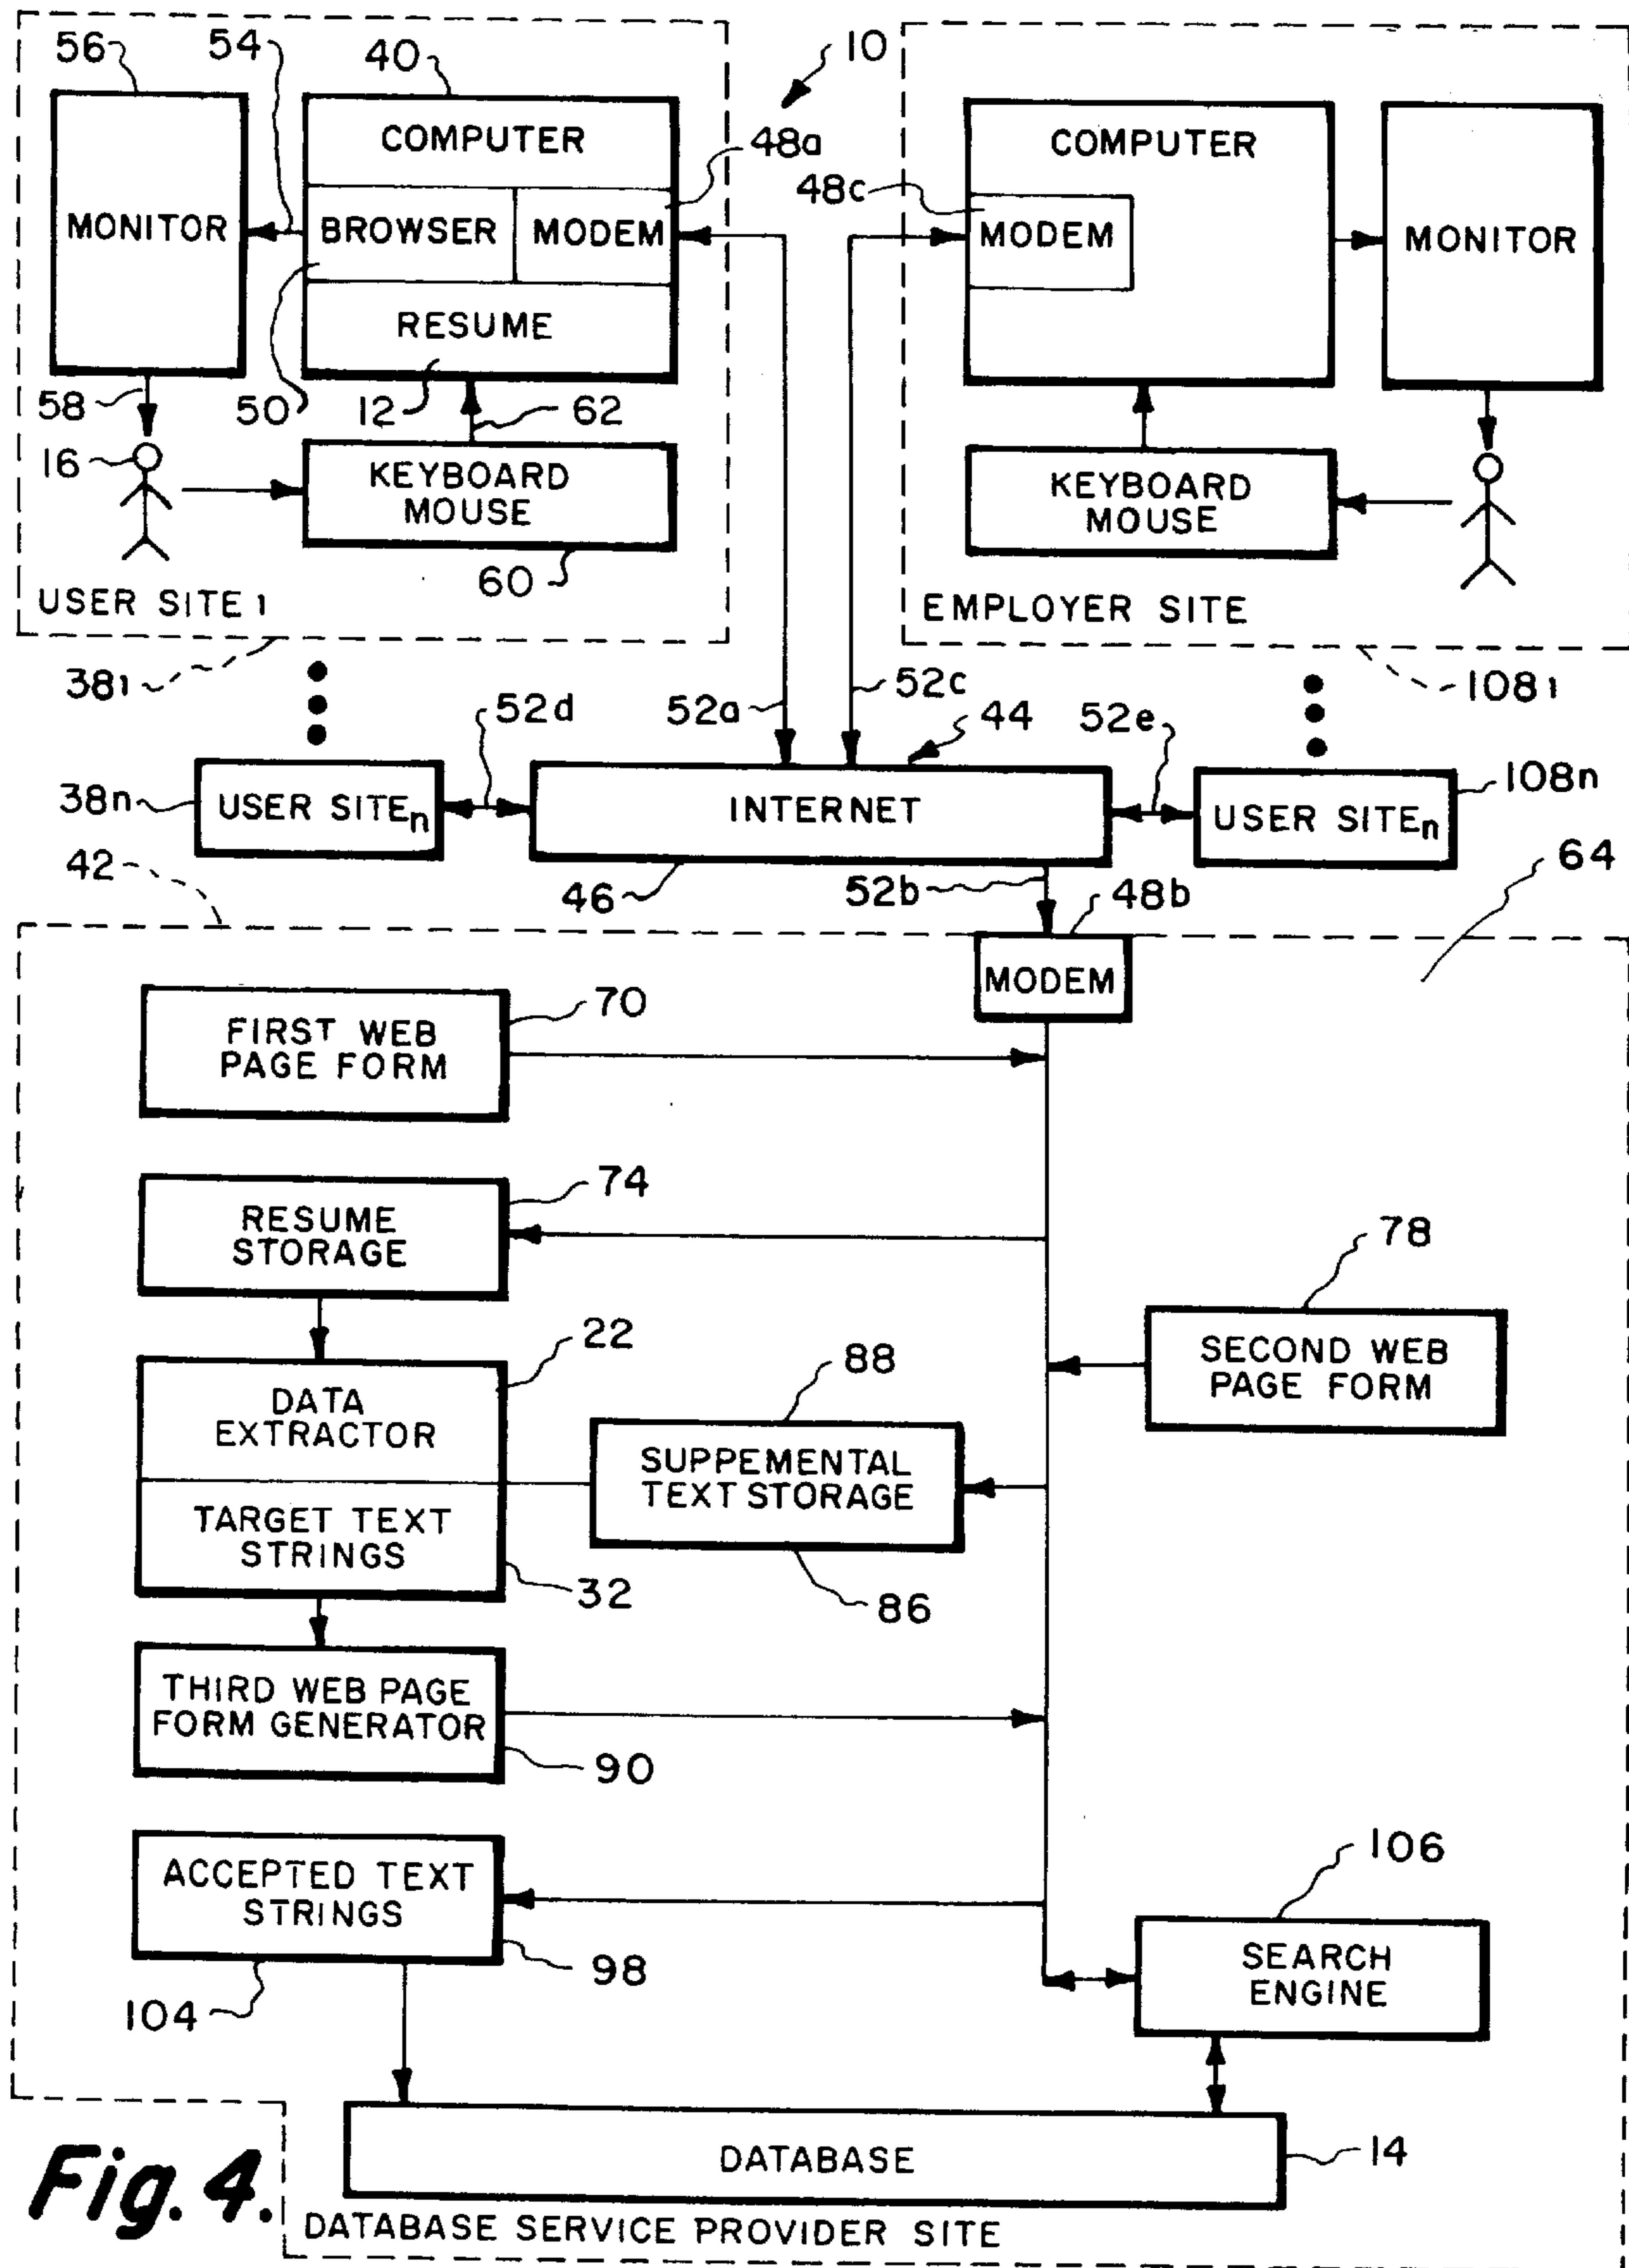 56
54
40
10
COMPUTER
48a
COMPUTER
48c
MONITOR
BROWSER
MODEM
MODEM
MONITOR
RESUME
58
50
12
62
16
KEYBOARD
MOUSE
KEYBOARD
MOUSE
60
USER SITE 1
EMPLOYER SITE
381
52d
52a
52c
44
52e
1081
38n
USER SITEn
INTERNET
USER SITEn
108n
42
46
52b
48b
64
MODEM
70
FIRST WEB
PAGE FORM
74
RESUME
STORAGE
78
22
88
SECOND WEB
PAGE FORM
DATA
EXTRACTOR
SUPPEMENTAL
TEXT STORAGE
TARGET TEXT
STRINGS
32
86
THIRD WEB PAGE
FORM GENERATOR
90
106
ACCEPTED TEXT
STRINGS
98
SEARCH
ENGINE
104
DATABASE
14
Fig. 4.
DATABASE SERVICE PROVIDER SITE